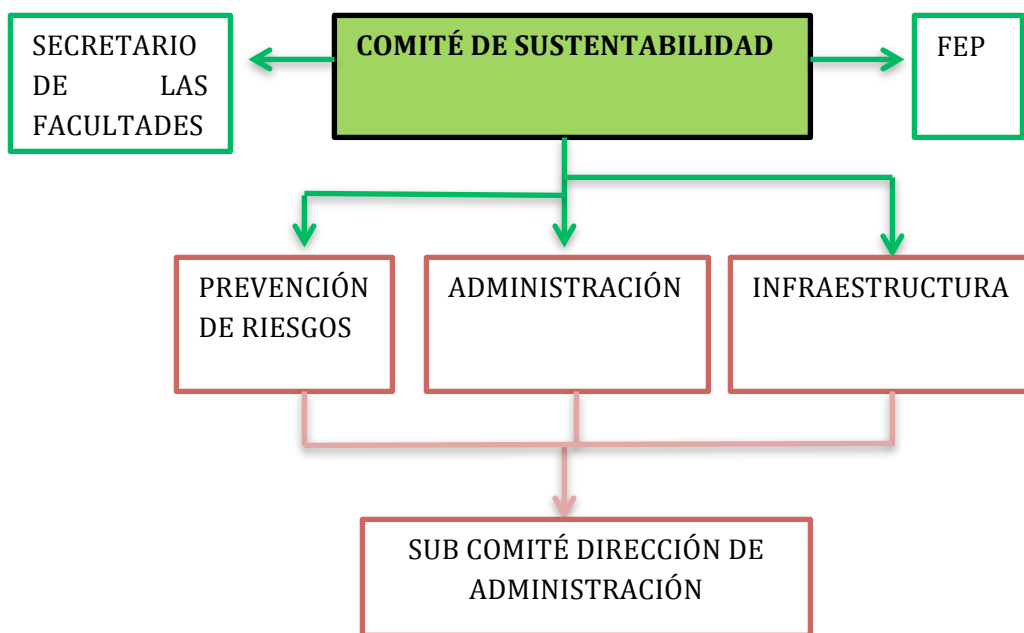 SECRETARIO
DE LAS
FACULTADES
COMITÉ DE SUSTENTABILIDAD
FEP
PREVENCIÓN
DE RIESGOS
ADMINISTRACIÓN
INFRAESTRUCTURA
SUB COMITÉ DIRECCIÓN DE
ADMINISTRACIÓN